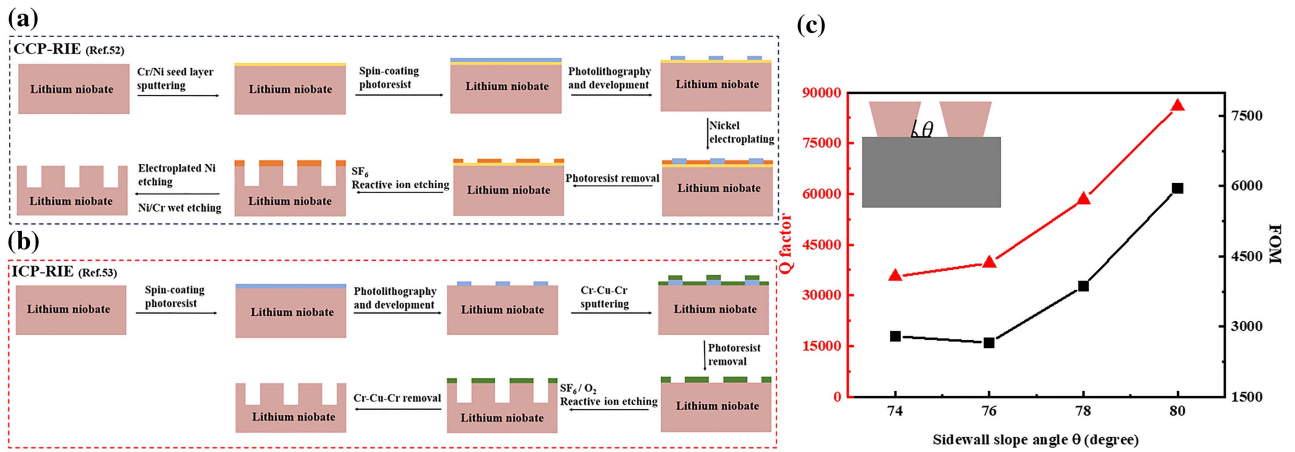 (a)
CCP-RIE (Ref.52)
Lithium niobate
Cr/Ni seed layer
sputtering
Lithium niobate
Spin-coating
photoresist
Lithium niobate
Photolithography
and development
Lithium niobate
Nickel
electroplating
Lithium niobate
Electroplated Ni
etching
Ni/Cr wet etching
Lithium niobate
SF6
Reactive ion etching
Lithium niobate
Photoresist removal
Lithium niobate
(b)
ICP-RIE (Ref.53)
Lithium niobate
Spin-coating
photoresist
Lithium niobate
Photolithography
and development
Lithium niobate
Cr-Cu-Cr
sputtering
Lithium niobate
Photoresist
removal
Lithium niobate
Cr-Cu-Cr removal
Lithium niobate
SF6 / O2
Reactive ion etching
Lithium niobate
(c)
90000
75000
60000
45000
30000
15000
0
Q factor
θ
7500
6000
4500
3000
1500
FOM
74
76
78
80
Sidewall slope angle θ (degree)